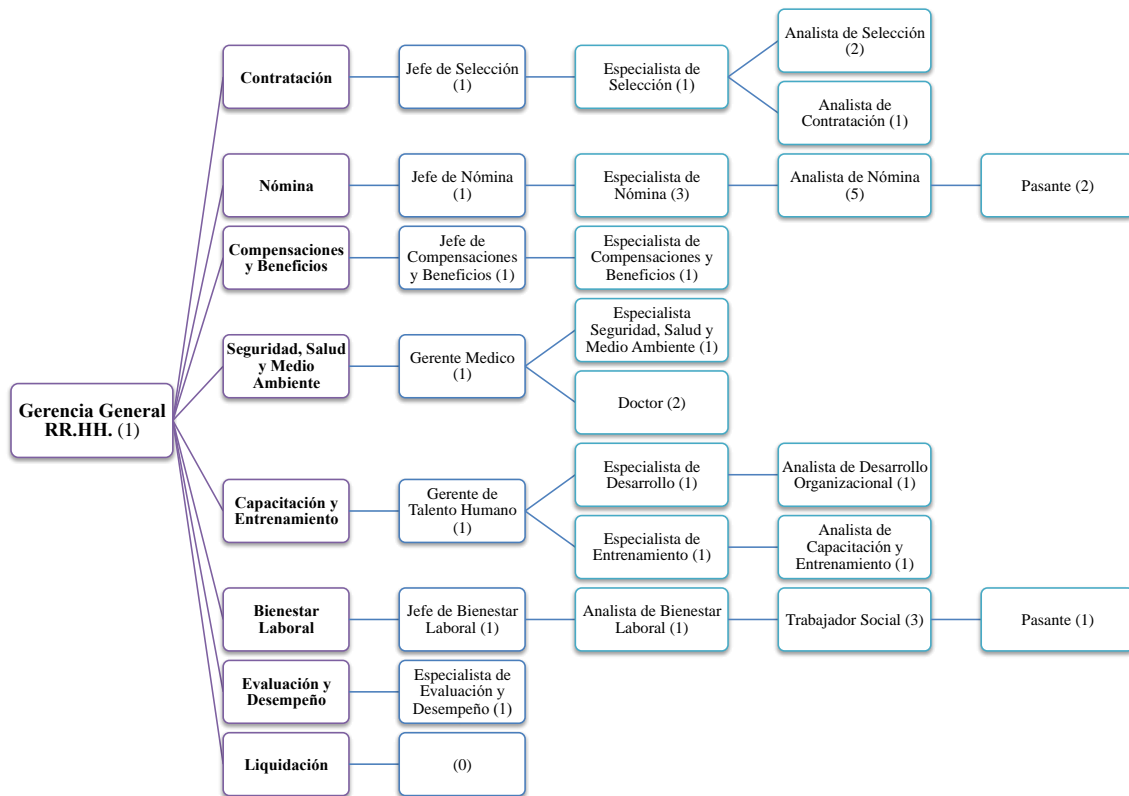 Gerencia General
RR.HH. (1)
Contratación
Jefe de Selección
(1)
Especialista de
Selección (1)
Analista de Selección
(2)
Analista de
Contratación (1)
Nómina
Jefe de Nómina
(1)
Especialista de
Nómina (3)
Analista de Nómina
(5)
Pasante (2)
Compensaciones
y Beneficios
Jefe de
Compensaciones
y Beneficios (1)
Especialista de
Compensaciones y
Beneficios (1)
Seguridad, Salud
y Medio
Ambiente
Gerente Medico
(1)
Especialista
Seguridad, Salud y
Medio Ambiente (1)
Doctor (2)
Capacitación y
Entrenamiento
Gerente de
Talento Humano
(1)
Especialista de
Desarrollo (1)
Analista de Desarrollo
Organizacional (1)
Especialista de
Entrenamiento (1)
Analista de
Capacitación y
Entrenamiento (1)
Bienestar
Laboral
Jefe de Bienestar
Laboral (1)
Analista de Bienestar
Laboral (1)
Trabajador Social (3)
Pasante (1)
Evaluación y
Desempeño
Especialista de
Evaluación y
Desempeño (1)
Liquidación
(0)